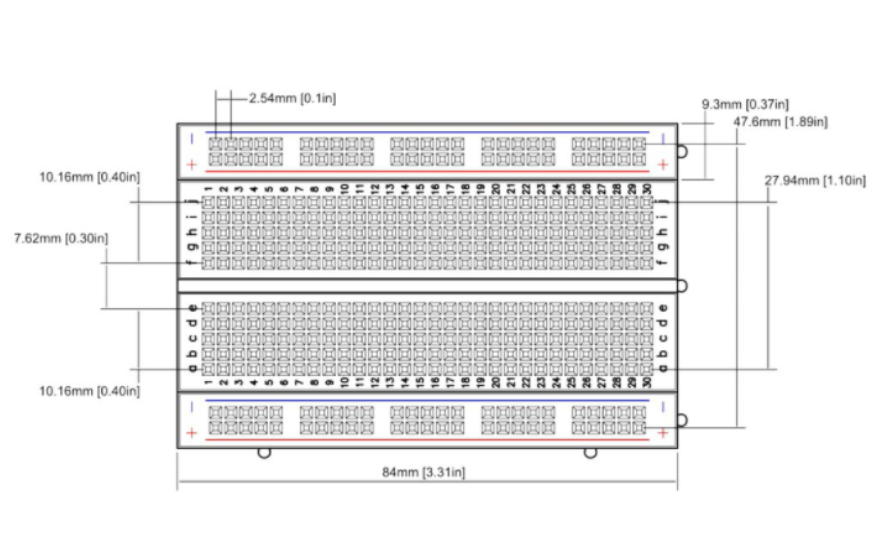 2.54mm [0.1in]
9.3mm [0.37in]
47.6mm [1.89in]
− −
+ +
10.16mm [0.40in]
27.94mm [1.10in]
1 2 3 4 5 6 7 8 9 10 11 12 13 14 15 16 17 18 19 20 21 22 23 24 25 26 27 28 29 30
j j
i i
h h
7.62mm [0.30in]
g g
f f
e e
d d
c c
b b
a a
1 2 3 4 5 6 7 8 9 10 11 12 13 14 15 16 17 18 19 20 21 22 23 24 25 26 27 28 29 30
10.16mm [0.40in]
− −
+ +
84mm [3.31in]